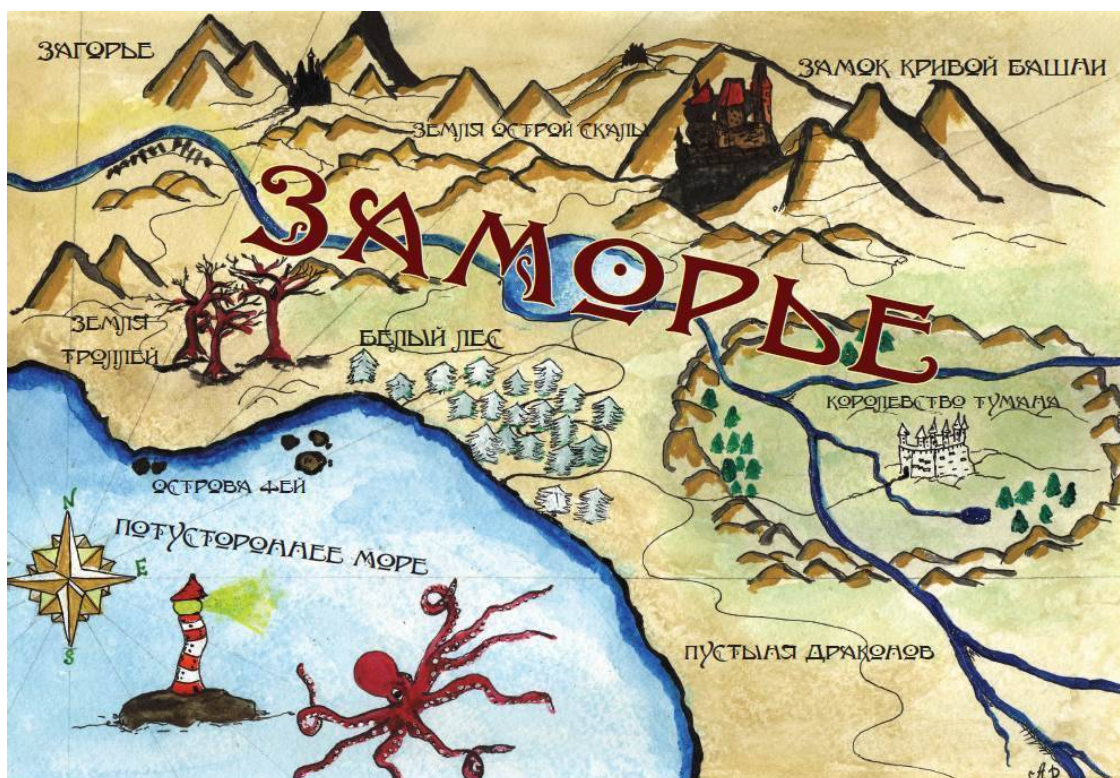 ЗАГОРЬЕ
ЗАМОК КРИВОЙ БАШНИ
ЗЕМЛЯ ОСТРОЙ СКАЛЫ
ЗАМОРЬЕ
ЗЕМЛЯ
ТРОЛЛЕЙ
БЕЛЫЙ ЛЕС
КОРОЛЕВСТВО ТУМАНА
ОСТРОВА ФЕЙ
ПОТУСТОРОННЕЕ МОРЕ
N
E
S
ПУСТЫНЯ ДРАКОНОВ